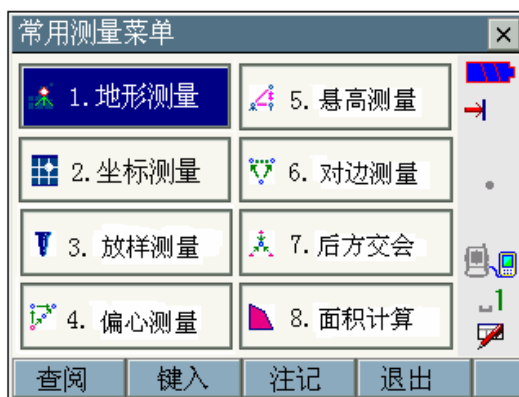 常用测量菜单
1.地形测量
5.悬高测量
2.坐标测量
6.对边测量
3.放样测量
7.后方交会
4.偏心测量
8.面积计算
1
查阅 键入 注记 退出